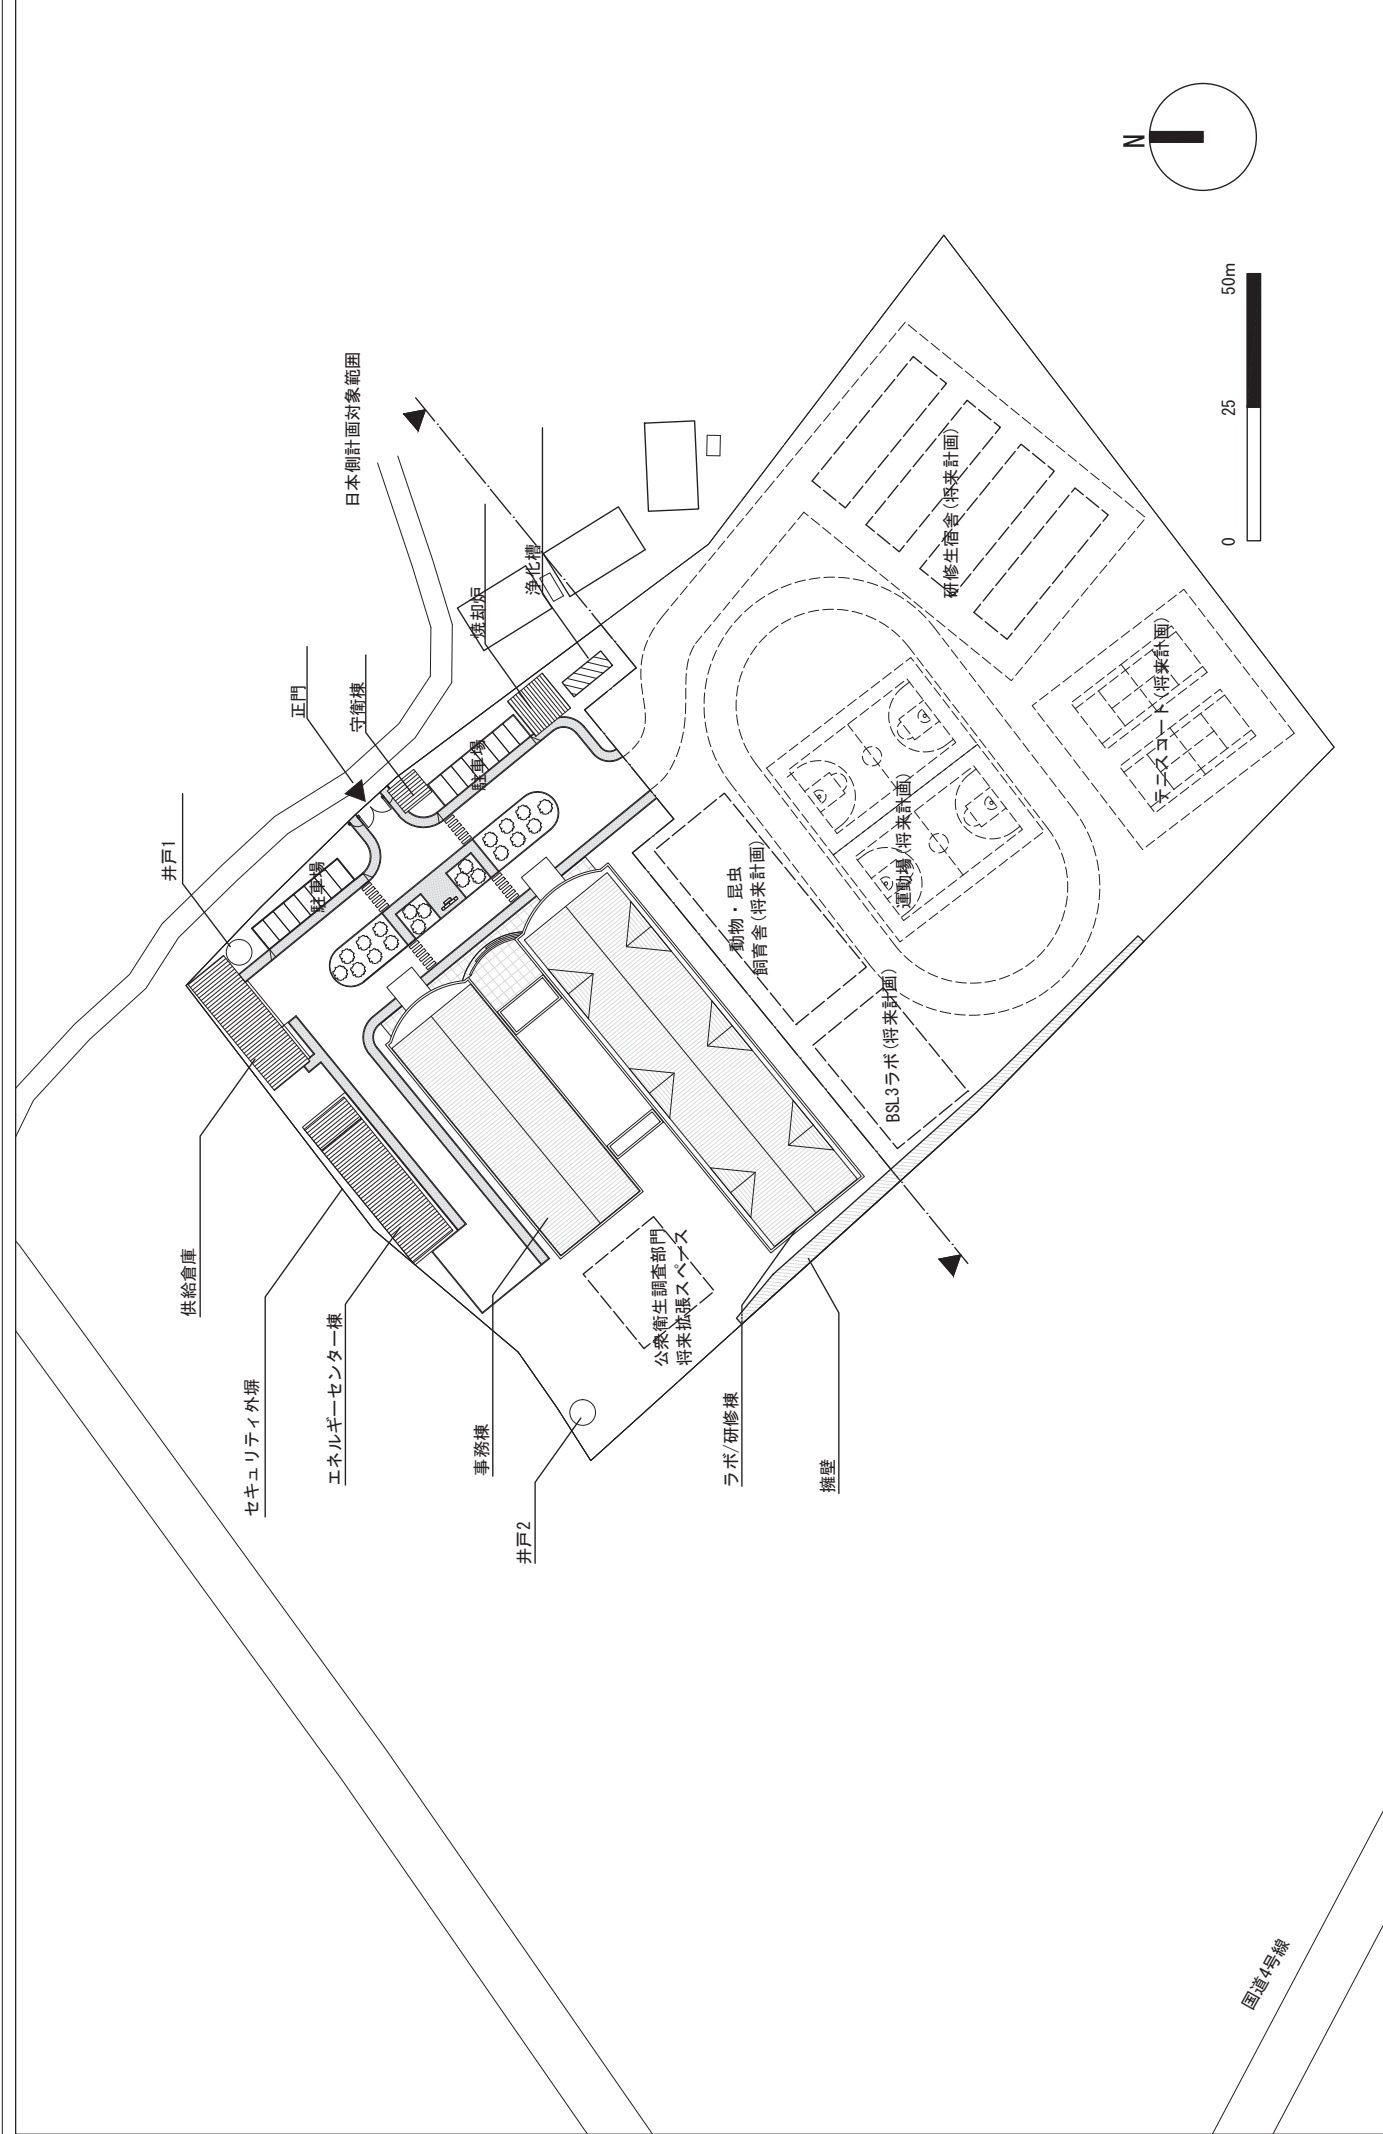 N
0
25
50m
日本側計画対象範囲
正門
守衛棟
焼却炉
浄化槽
井戸1
駐車場
駐車場
供給倉庫
セキュリティ外塀
エネルギーセンター棟
事務棟
井戸2
公衆衛生調査部門
将来拡張スペース
ラボ/研修棟
擁壁
動物・昆虫
飼育舎(将来計画)
BSL3ラボ(将来計画)
運動場(将来計画)
研修生宿舎(将来計画)
テニスコート(将来計画)
国道4号線